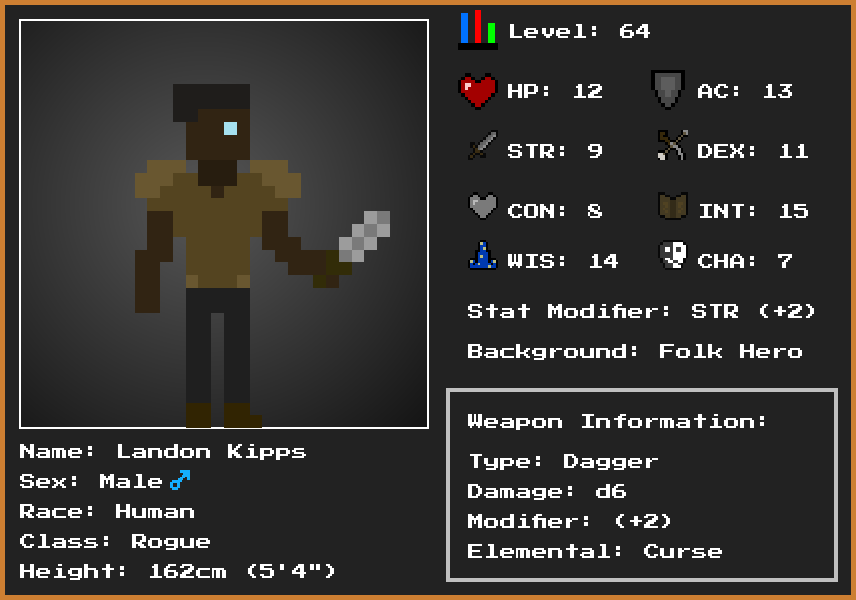 Level: 64
HP: 12
AC: 13
STR: 9
DEX: 11
CON: 8
INT: 15
WIS: 14
CHA: 7
Stat Modifier: STR (+2)
Background: Folk Hero
Weapon Information:
Type: Dagger
Damage: d6
Modifier: (+2)
Elemental: Curse
Name: Landon Kipps
Sex: Male♂
Race: Human
Class: Rogue
Height: 162cm (5'4")